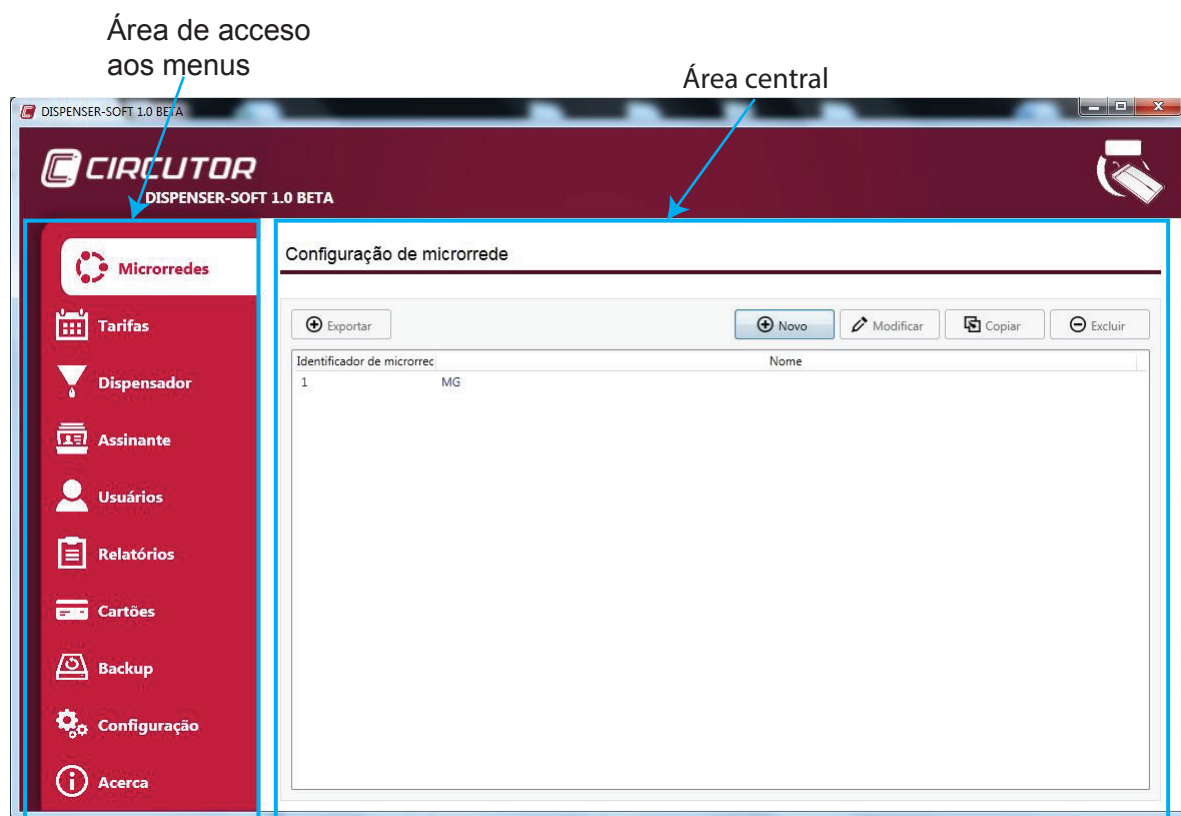 Área de acceso
aos menus
Área central
DISPENSER-SOFT 1.0 BETA
CIRCUTOR
DISPENSER-SOFT 1.0 BETA
Microrredes
Tarifas
Dispensador
Assinante
Usuários
Relatórios
Cartões
Backup
Configuração
Acerca
Configuração de microrrede
Exportar
Novo
Modificar
Copiar
Excluir
Identificador de microrrec
Nome
1
MG